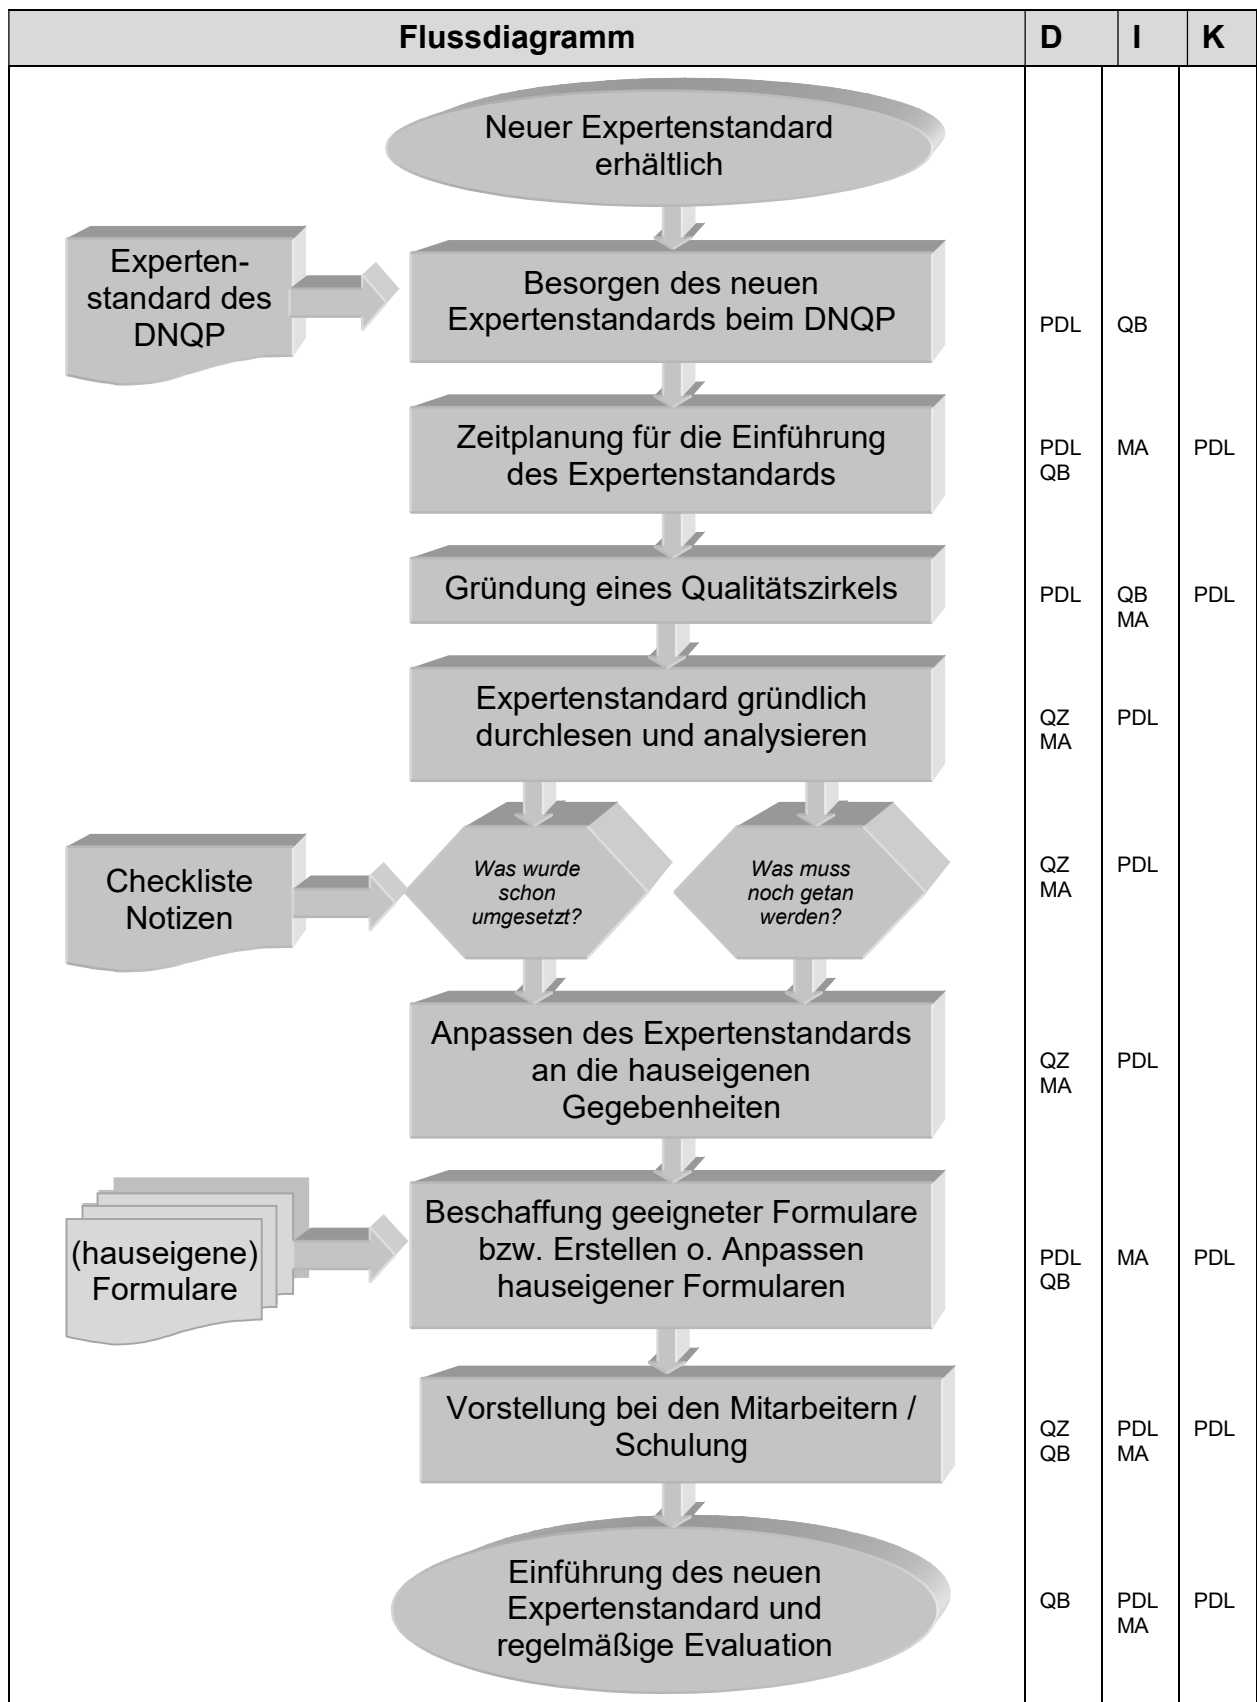 Flussdiagramm D I K
Neuer Expertenstandard
erhältlich
Experten-
standard des
DNQP
Besorgen des neuen
Expertenstandards beim DNQP
PDL QB
Zeitplanung für die Einführung
des Expertenstandards
PDL MA PDL
QB
Gründung eines Qualitätszirkels
PDL QB PDL
MA
Expertenstandard gründlich
durchlesen und analysieren
QZ PDL
MA
Checkliste
Notizen
Was wurde
schon
umgesetzt?
Was muss
noch getan
werden?
QZ PDL
MA
Anpassen des Expertenstandards
an die hauseigenen
Gegebenheiten
QZ PDL
MA
(hauseigene)
Formulare
Beschaffung geeigneter Formulare
bzw. Erstellen o. Anpassen
hauseigener Formularen
PDL MA PDL
QB
Vorstellung bei den Mitarbeitern /
Schulung
QZ PDL PDL
QB MA
Einführung des neuen
Expertenstandard und
regelmäßige Evaluation
QB PDL PDL
MA